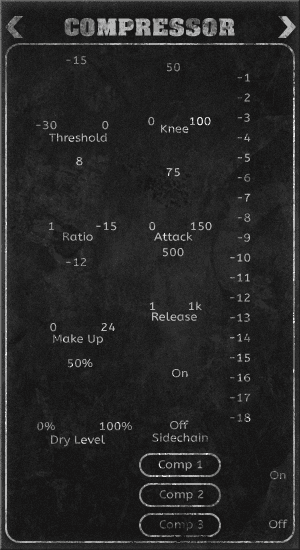 COMPRESSOR
-15
50
-30 0
Threshold
0 100
Knee
8
75
1 -15
Ratio
0 150
Attack
-12
500
0 24
Make Up
1 1k
Release
50%
On
0% 100%
Dry Level
Off
Sidechain
-1
-2
-3
-4
-5
-6
-7
-8
-9
-10
-11
-12
-13
-14
-15
-16
-17
-18
Comp 1
Comp 2
Comp 3
On
Off